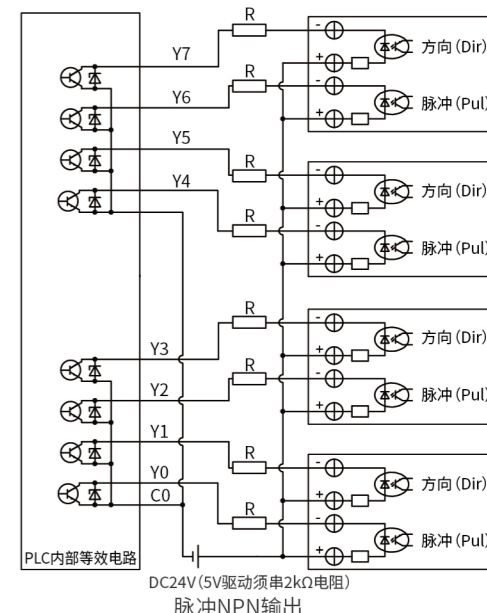 R
Y7
- 
+
方向(Dir)
R
Y6
-
+
脉冲(Pul)
R
Y5
-
+
方向(Dir)
R
Y4
-
+
脉冲(Pul)
R
Y3
-
+
方向(Dir)
R
Y2
-
+
脉冲(Pul)
R
Y1
-
+
方向(Dir)
R
Y0
-
C0
+
脉冲(Pul)
PLC内部等效电路
DC24V(5V驱动须串2kΩ电阻)
脉冲NPN输出